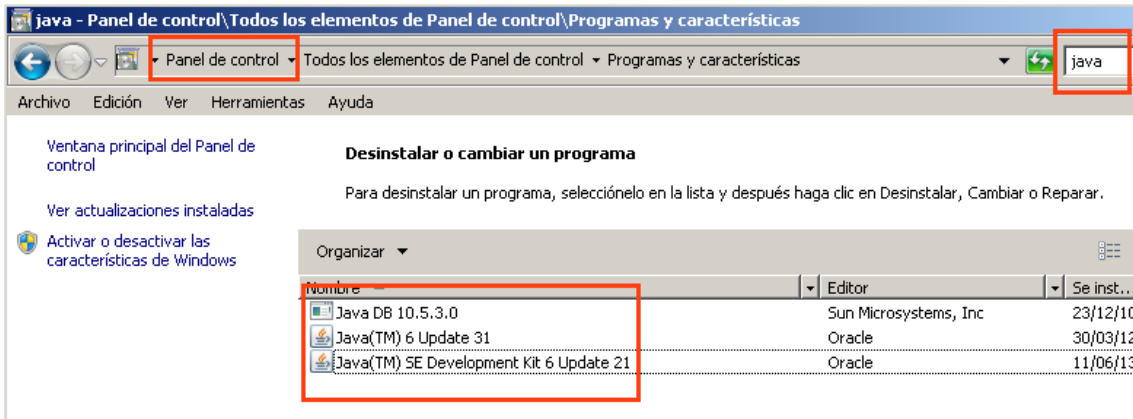 java - Panel de control\Todos los elementos de Panel de control\Programas y características
Panel de control Todos los elementos de Panel de control Programas y características
java
Archivo Edición Ver Herramientas Ayuda
Ventana principal del Panel de control
Ver actualizaciones instaladas
Activar o desactivar las características de Windows
Desinstalar o cambiar un programa
Para desinstalar un programa, selecciónelo en la lista y después haga clic en Desinstalar, Cambiar o Reparar.
Organizar
Nombre Editor Se inst...
Java DB 10.5.3.0 Sun Microsystems, Inc 23/12/10
Java(TM) 6 Update 31 Oracle 30/03/12
Java(TM) SE Development Kit 6 Update 21 Oracle 11/06/13